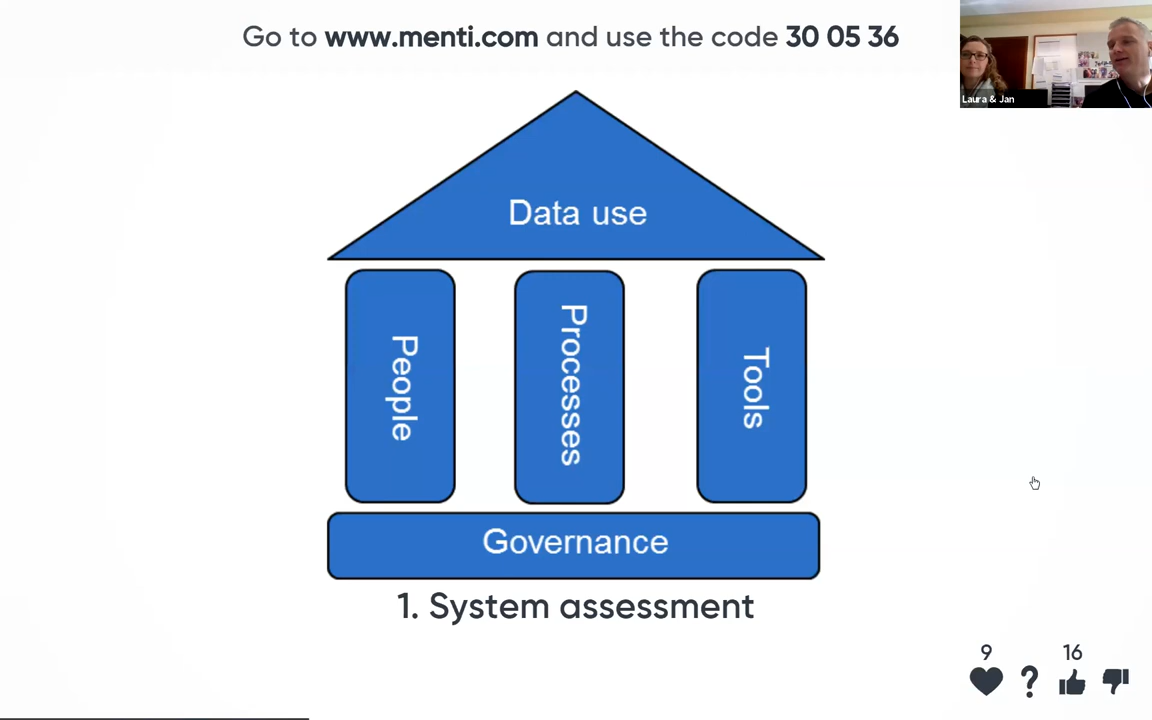 Go to www.menti.com and use the code 30 05 36
Laura & Jan
Data use
People
Processes
Tools
Governance
1. System assessment
9
16
?